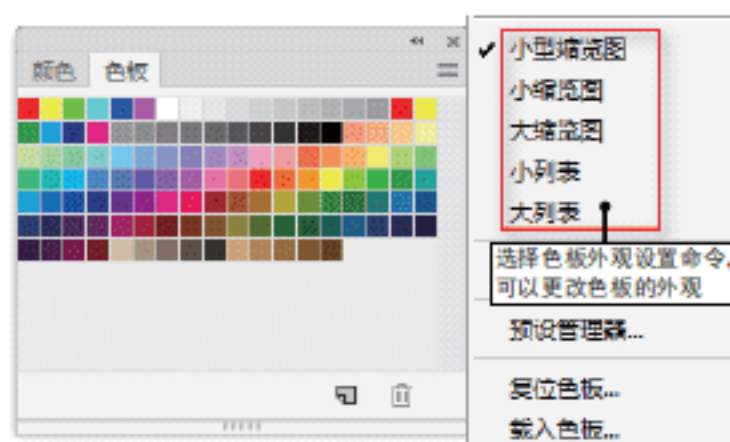 颜色 色板
小型缩览图
小缩览图
大缩览图
小列表
大列表
选择色板外观设置命令,
可以更改色板的外观
预设管理器...
复位色板...
载入色板...